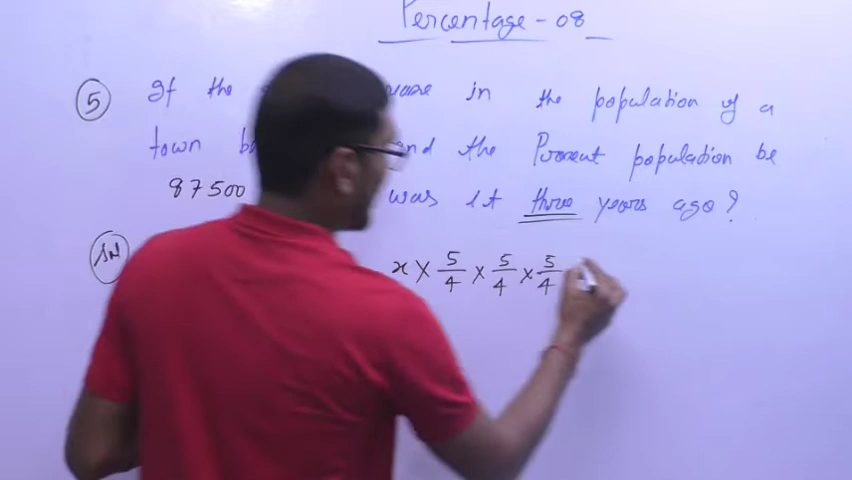 Percentage - 08
5 If the in the population of a
town and the Present population be
87500 was it three years ago?
Sol x × 5/4 × 5/4 × 5/4